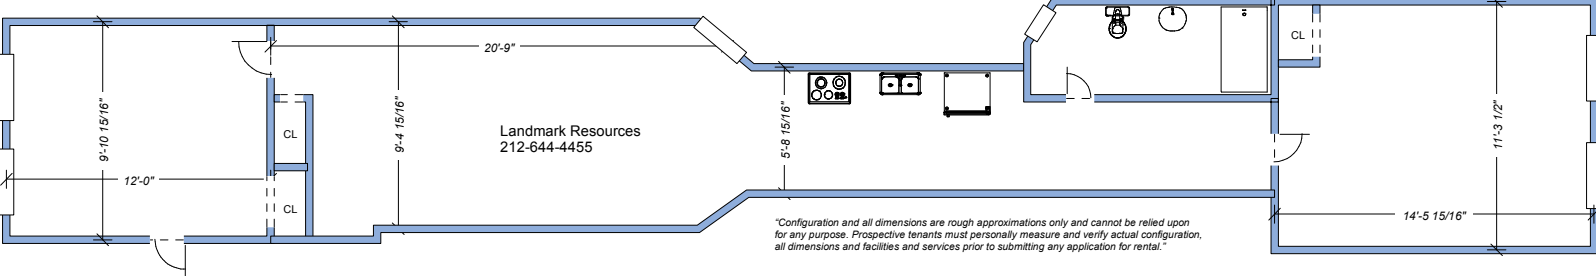 20'-9"
CL
9'-10 15/16"
9'-4 15/16"
5'-8 15/16"
11'-3 1/2"
CL
Landmark Resources
212-644-4455
12'-0"
CL
14'-5 15/16"
"Configuration and all dimensions are rough approximations only and cannot be relied upon
for any purpose. Prospective tenants must personally measure and verify actual configuration,
all dimensions and facilities and services prior to submitting any application for rental."